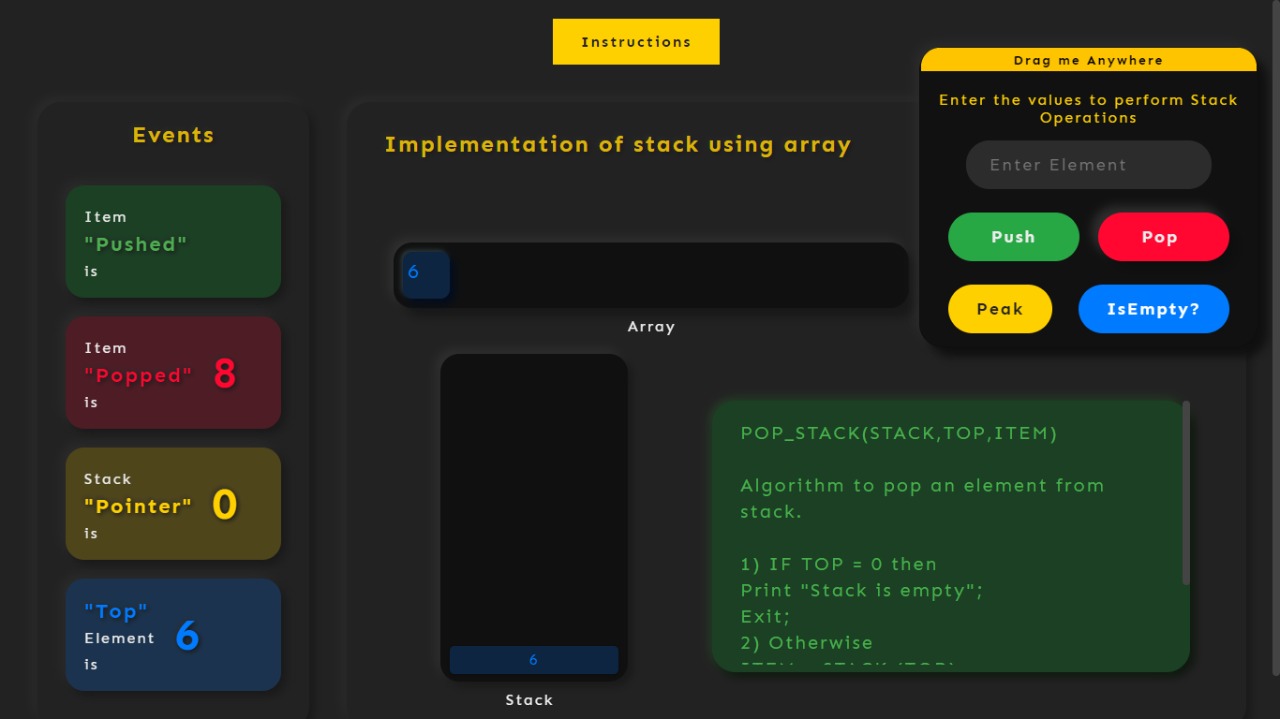 Instructions
Drag me Anywhere
Enter the values to perform Stack
Operations
Enter Element
Push
Pop
Peak
IsEmpty?
Events
Item
"Pushed"
is
Item
"Popped" 8
is
Stack
"Pointer" 0
is
"Top"
Element 6
is
Implementation of stack using array
6
Array
6
Stack
POP_STACK(STACK,TOP,ITEM)
Algorithm to pop an element from
stack.
1) IF TOP = 0 then
Print "Stack is empty";
Exit;
2) Otherwise